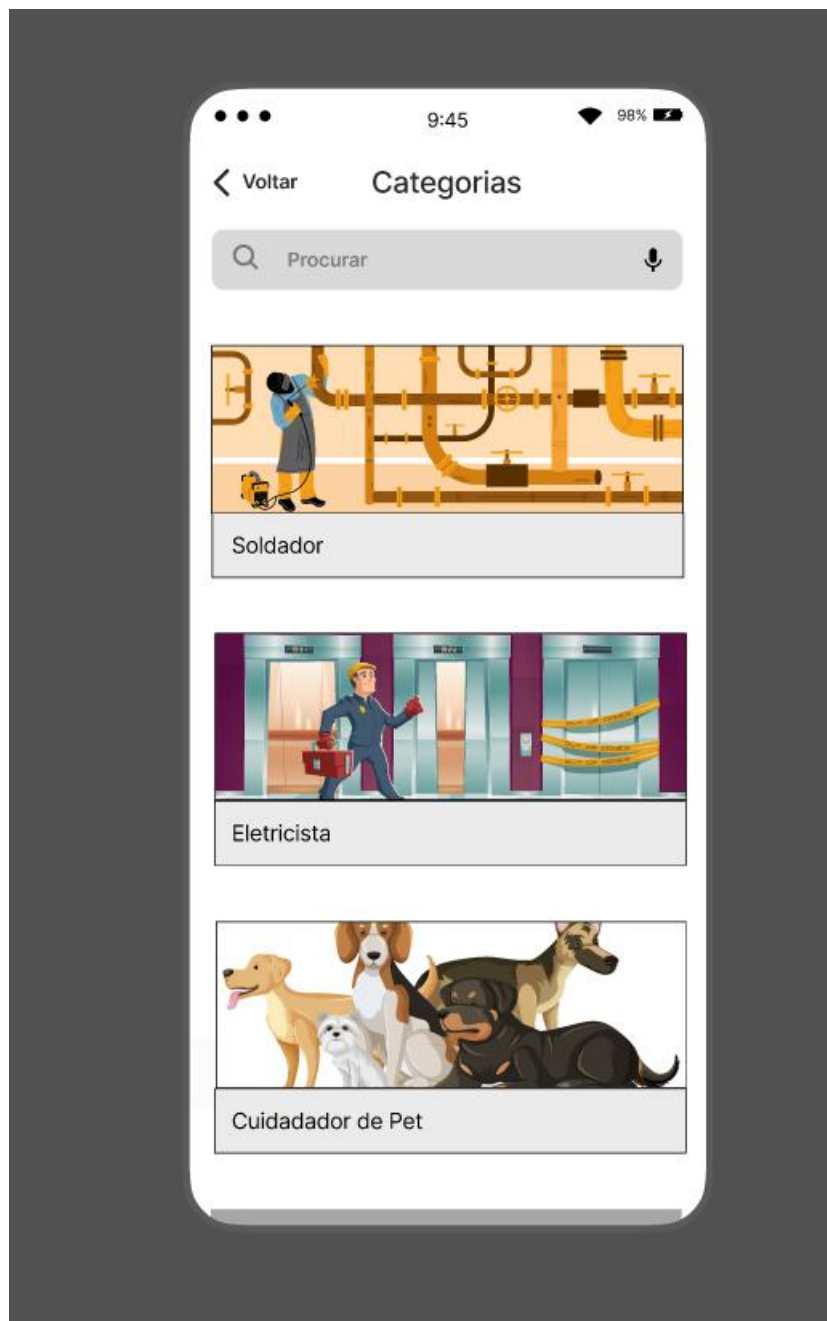 9:45
98%
Voltar
Categorias
Procurar
Soldador
Eletricista
Cuidadador de Pet